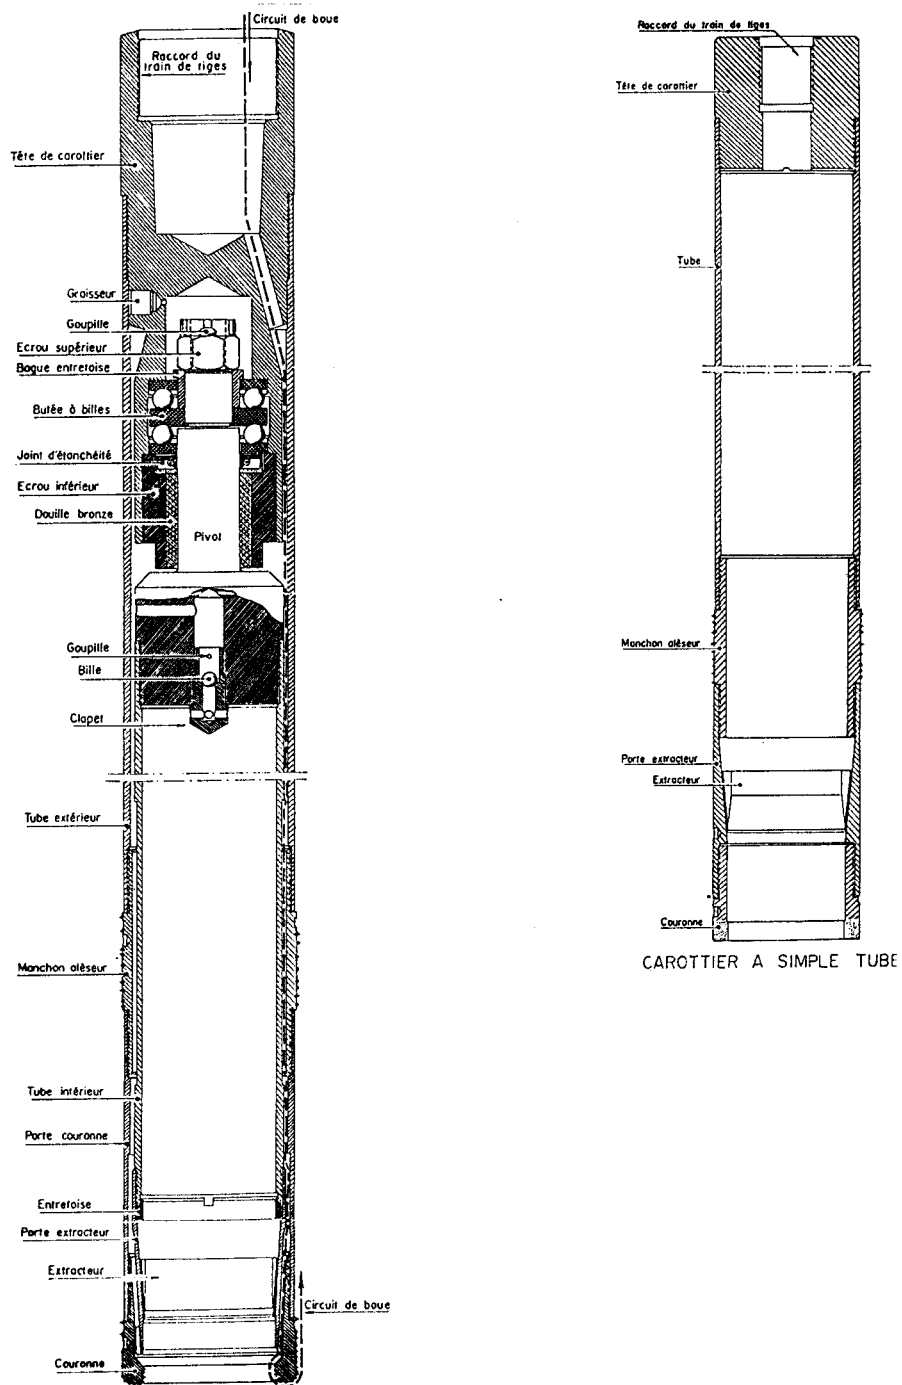 Circuit de boue
Raccord du
train de tiges
Tête de carottier
Graisseur
Goupille
Ecrou supérieur
Bague entretoise
Butée à billes
Joint d'étanchéité
Ecrou inférieur
Douille bronze
Pivot
Goupille
Bille
Clapet
Tube extérieur
Manchon aléseur
Tube intérieur
Porte couronne
Entretoise
Porte extracteur
Extracteur
Circuit de boue
Couronne
Raccord du train de tiges
Tête de carottier
Tube
Manchon aléseur
Porte extracteur
Extracteur
Couronne
CAROTTIER A SIMPLE TUBE